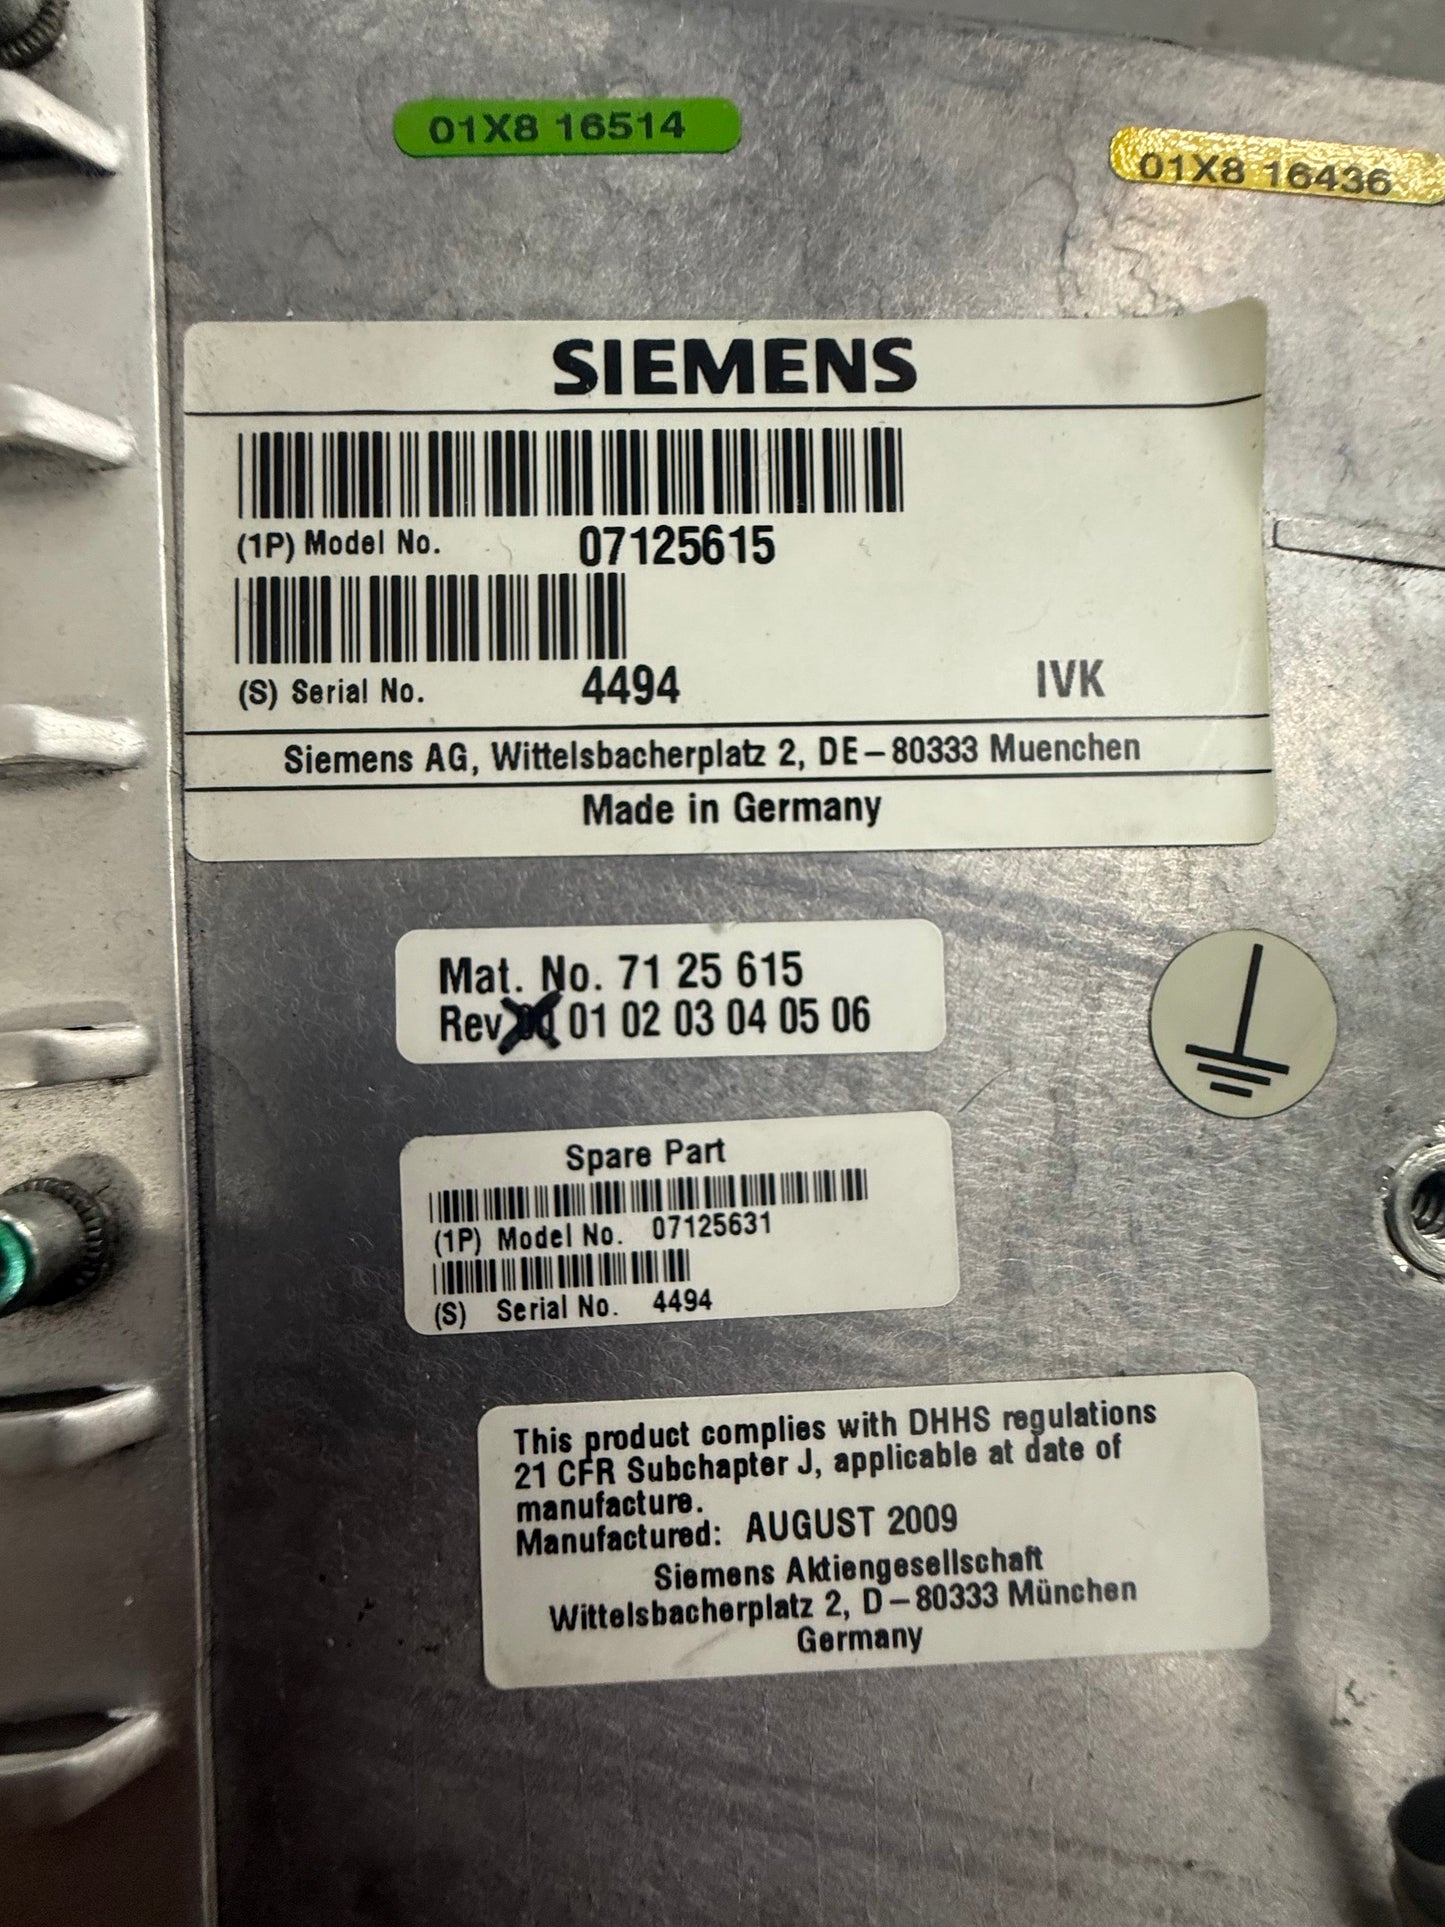 01X8 16514
01X8 16436
SIEMENS
(1P) Model No. 07125615
(S) Serial No. 4494 IVK
Siemens AG, Wittelsbacherplatz 2, DE-80333 Muenchen
Made in Germany
Mat. No. 71 25 615
Rev 00 01 02 03 04 05 06
Spare Part
(1P) Model No. 07125631
(S) Serial No. 4494
This product complies with DHHS regulations
21 CFR Subchapter J, applicable at date of
manufacture.
Manufactured: AUGUST 2009
Siemens Aktiengesellschaft
Wittelsbacherplatz 2, D-80333 München
Germany